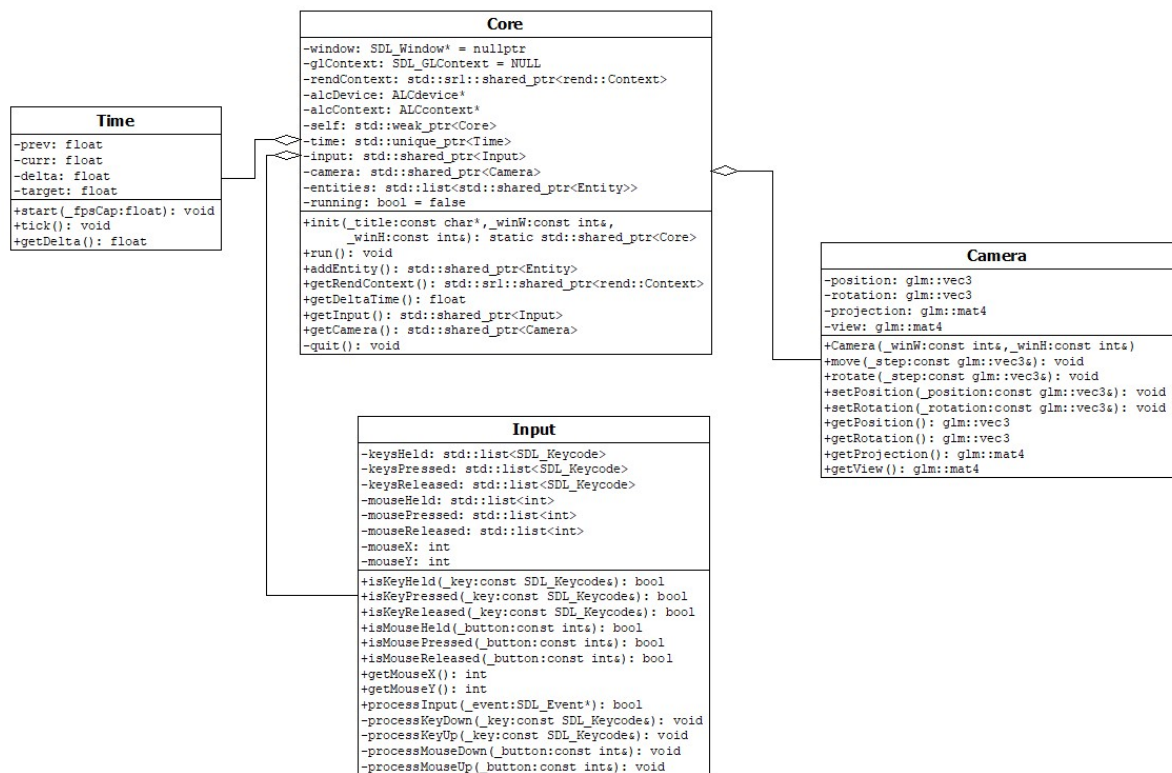 Core
-window: SDL_Window* = nullptr
-glContext: SDL_GLContext = NULL
-rendContext: std::sr1::shared_ptr<rend::Context>
-alcDevice: ALCdevice*
-alcContext: ALCcontext*
-self: std::weak_ptr<Core>
-time: std::unique_ptr<Time>
-input: std::shared_ptr<Input>
-camera: std::shared_ptr<Camera>
-entities: std::list<std::shared_ptr<Entity>>
-running: bool = false
+init(_title:const char*,_winW:const int&,
_winH:const int&): static std::shared_ptr<Core>
+run(): void
+addEntity(): std::shared_ptr<Entity>
+getRendContext(): std::sr1::shared_ptr<rend::Context>
+getDeltaTime(): float
+getInput(): std::shared_ptr<Input>
+getCamera(): std::shared_ptr<Camera>
-quit(): void
Time
-prev: float
-curr: float
-delta: float
-target: float
+start(_fpsCap:float): void
+tick(): void
+getDelta(): float
Camera
-position: glm::vec3
-rotation: glm::vec3
-projection: glm::mat4
-view: glm::mat4
+Camera(_winW:const int&,_winH:const int&)
+move(_step:const glm::vec3&): void
+rotate(_step:const glm::vec3&): void
+setPosition(_position:const glm::vec3&): void
+setRotation(_rotation:const glm::vec3&): void
+getPosition(): glm::vec3
+getRotation(): glm::vec3
+getProjection(): glm::mat4
+getView(): glm::mat4
Input
-keysHeld: std::list<SDL_Keycode>
-keysPressed: std::list<SDL_Keycode>
-keysReleased: std::list<SDL_Keycode>
-mouseHeld: std::list<int>
-mousePressed: std::list<int>
-mouseReleased: std::list<int>
-mouseX: int
-mouseY: int
+isKeyHeld(_key:const SDL_Keycode&): bool
+isKeyPressed(_key:const SDL_Keycode&): bool
+isKeyReleased(_key:const SDL_Keycode&): bool
+isMouseHeld(_button:const int&): bool
+isMousePressed(_button:const int&): bool
+isMouseReleased(_button:const int&): bool
+getMouseX(): int
+getMouseY(): int
+processInput(_event:SDL_Event*): bool
-processKeyDown(_key:const SDL_Keycode&): void
-processKeyUp(_key:const SDL_Keycode&): void
-processMouseDown(_button:const int&): void
-processMouseUp(_button:const int&): void